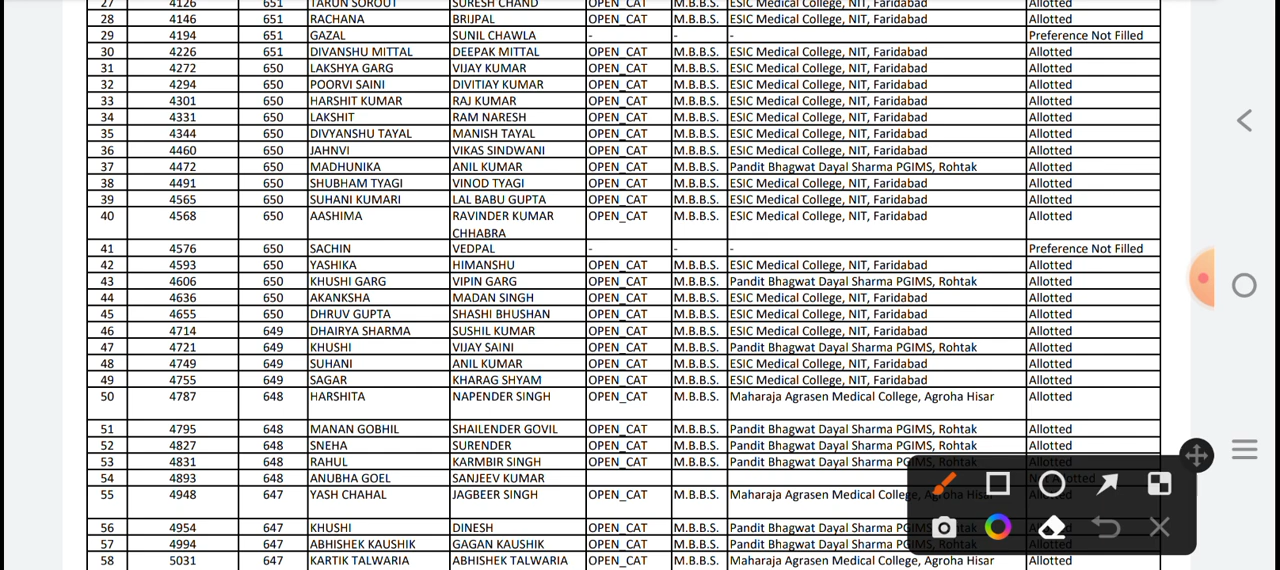 27 4126 651 TARUN SOROUT SURESH CHAND OPEN_CAT M.B.B.S. ESIC Medical College, NIT, Faridabad Allotted
28 4146 651 RACHANA BRIJPAL OPEN_CAT M.B.B.S. ESIC Medical College, NIT, Faridabad Allotted
29 4194 651 GAZAL SUNIL CHAWLA - - - Preference Not Filled
30 4226 651 DIVANSHU MITTAL DEEPAK MITTAL OPEN_CAT M.B.B.S. ESIC Medical College, NIT, Faridabad Allotted
31 4272 650 LAKSHYA GARG VIJAY KUMAR OPEN_CAT M.B.B.S. ESIC Medical College, NIT, Faridabad Allotted
32 4294 650 POORVI SAINI DIVITIAY KUMAR OPEN_CAT M.B.B.S. ESIC Medical College, NIT, Faridabad Allotted
33 4301 650 HARSHIT KUMAR RAJ KUMAR OPEN_CAT M.B.B.S. ESIC Medical College, NIT, Faridabad Allotted
34 4331 650 LAKSHIT RAM NARESH OPEN_CAT M.B.B.S. ESIC Medical College, NIT, Faridabad Allotted
35 4344 650 DIVYANSHU TAYAL MANISH TAYAL OPEN_CAT M.B.B.S. ESIC Medical College, NIT, Faridabad Allotted
36 4460 650 JAHNVI VIKAS SINDWANI OPEN_CAT M.B.B.S. ESIC Medical College, NIT, Faridabad Allotted
37 4472 650 MADHUNIKA ANIL KUMAR OPEN_CAT M.B.B.S. Pandit Bhagwat Dayal Sharma PGIMS, Rohtak Allotted
38 4491 650 SHUBHAM TYAGI VINOD TYAGI OPEN_CAT M.B.B.S. ESIC Medical College, NIT, Faridabad Allotted
39 4565 650 SUHANI KUMARI LAL BABU GUPTA OPEN_CAT M.B.B.S. ESIC Medical College, NIT, Faridabad Allotted
40 4568 650 AASHIMA RAVINDER KUMAR OPEN_CAT M.B.B.S. ESIC Medical College, NIT, Faridabad Allotted
CHHABRA
41 4576 650 SACHIN VEDPAL - - - Preference Not Filled
42 4593 650 YASHIKA HIMANSHU OPEN_CAT M.B.B.S. ESIC Medical College, NIT, Faridabad Allotted
43 4606 650 KHUSHI GARG VIPIN GARG OPEN_CAT M.B.B.S. Pandit Bhagwat Dayal Sharma PGIMS, Rohtak Allotted
44 4636 650 AKANKSHA MADAN SINGH OPEN_CAT M.B.B.S. ESIC Medical College, NIT, Faridabad Allotted
45 4655 650 DHRUV GUPTA SHASHI BHUSHAN OPEN_CAT M.B.B.S. ESIC Medical College, NIT, Faridabad Allotted
46 4714 649 DHAIRYA SHARMA SUSHIL KUMAR OPEN_CAT M.B.B.S. ESIC Medical College, NIT, Faridabad Allotted
47 4721 649 KHUSHI VIJAY SAINI OPEN_CAT M.B.B.S. Pandit Bhagwat Dayal Sharma PGIMS, Rohtak Allotted
48 4749 649 SUHANI ANIL KUMAR OPEN_CAT M.B.B.S. ESIC Medical College, NIT, Faridabad Allotted
49 4755 649 SAGAR KHARAG SHYAM OPEN_CAT M.B.B.S. ESIC Medical College, NIT, Faridabad Allotted
50 4787 648 HARSHITA NAPENDER SINGH OPEN_CAT M.B.B.S. Maharaja Agrasen Medical College, Agroha Hisar Allotted
51 4795 648 MANAN GOBHIL SHAILENDER GOVIL OPEN_CAT M.B.B.S. Pandit Bhagwat Dayal Sharma PGIMS, Rohtak Allotted
52 4827 648 SNEHA SURENDER OPEN_CAT M.B.B.S. Pandit Bhagwat Dayal Sharma PGIMS, Rohtak Allotted
53 4831 648 RAHUL KARMBIR SINGH OPEN_CAT M.B.B.S. Pandit Bhagwat Dayal Sharma PGIMS, Rohtak Allotted
54 4893 648 ANUBHA GOEL SANJEEV KUMAR Allotted
55 4948 647 YASH CHAHAL JAGBEER SINGH OPEN_CAT M.B.B.S. Maharaja Agrasen Medical College, Agroha Hisar
56 4954 647 KHUSHI DINESH OPEN_CAT M.B.B.S. Pandit Bhagwat Dayal Sharma PGIMS,
57 4994 647 ABHISHEK KAUSHIK GAGAN KAUSHIK OPEN_CAT M.B.B.S. Pandit Bhagwat Dayal Sharma PGIMS, Rohtak
58 5031 647 KARTIK TALWARIA ABHISHEK TALWARIA OPEN_CAT M.B.B.S. Maharaja Agrasen Medical College, Agroha Hisar Allotted